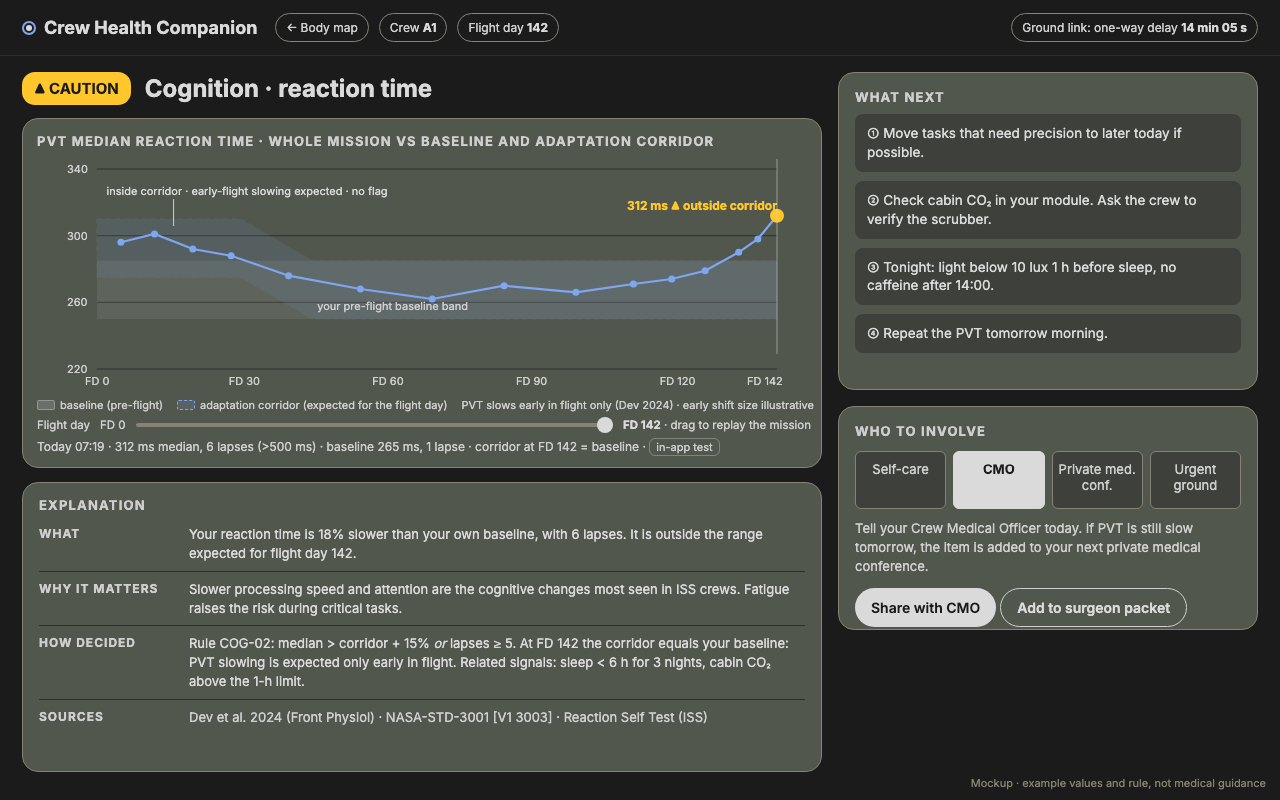 Crew Health Companion
← Body map
Crew A1
Flight day 142
Ground link: one-way delay 14 min 05 s
▲ CAUTION
Cognition · reaction time
PVT MEDIAN REACTION TIME · WHOLE MISSION VS BASELINE AND ADAPTATION CORRIDOR
340
inside corridor · early-flight slowing expected · no flag
312 ms ▲ outside corridor
300
260
your pre-flight baseline band
220
FD 0
FD 30
FD 60
FD 90
FD 120
FD 142
baseline (pre-flight)
adaptation corridor (expected for the flight day)
PVT slows early in flight only (Dev 2024) · early shift size illustrative
Flight day
FD 0
FD 142 · drag to replay the mission
Today 07:19 · 312 ms median, 6 lapses (>500 ms) · baseline 265 ms, 1 lapse · corridor at FD 142 = baseline · in-app test
EXPLANATION
WHAT
Your reaction time is 18% slower than your own baseline, with 6 lapses. It is outside the range
expected for flight day 142.
WHY IT MATTERS
Slower processing speed and attention are the cognitive changes most seen in ISS crews. Fatigue
raises the risk during critical tasks.
HOW DECIDED
Rule COG-02: median > corridor + 15% or lapses ≥ 5. At FD 142 the corridor equals your baseline:
PVT slowing is expected only early in flight. Related signals: sleep < 6 h for 3 nights, cabin CO₂
above the 1-h limit.
SOURCES
Dev et al. 2024 (Front Physiol) · NASA-STD-3001 [V1 3003] · Reaction Self Test (ISS)
WHAT NEXT
① Move tasks that need precision to later today if
possible.
② Check cabin CO₂ in your module. Ask the crew to
verify the scrubber.
③ Tonight: light below 10 lux 1 h before sleep, no
caffeine after 14:00.
④ Repeat the PVT tomorrow morning.
WHO TO INVOLVE
Self-care
CMO
Private med.
conf.
Urgent
ground
Tell your Crew Medical Officer today. If PVT is still slow
tomorrow, the item is added to your next private medical
conference.
Share with CMO
Add to surgeon packet
Mockup · example values and rule, not medical guidance